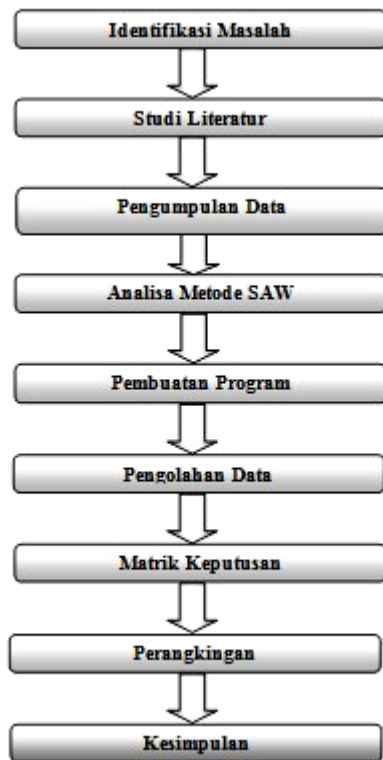 Identifikasi Masalah
Studi Literatur
Pengumpulan Data
Analisa Metode SAW
Pembuatan Program
Pengolahan Data
Matrik Keputusan
Perangkingan
Kesimpulan